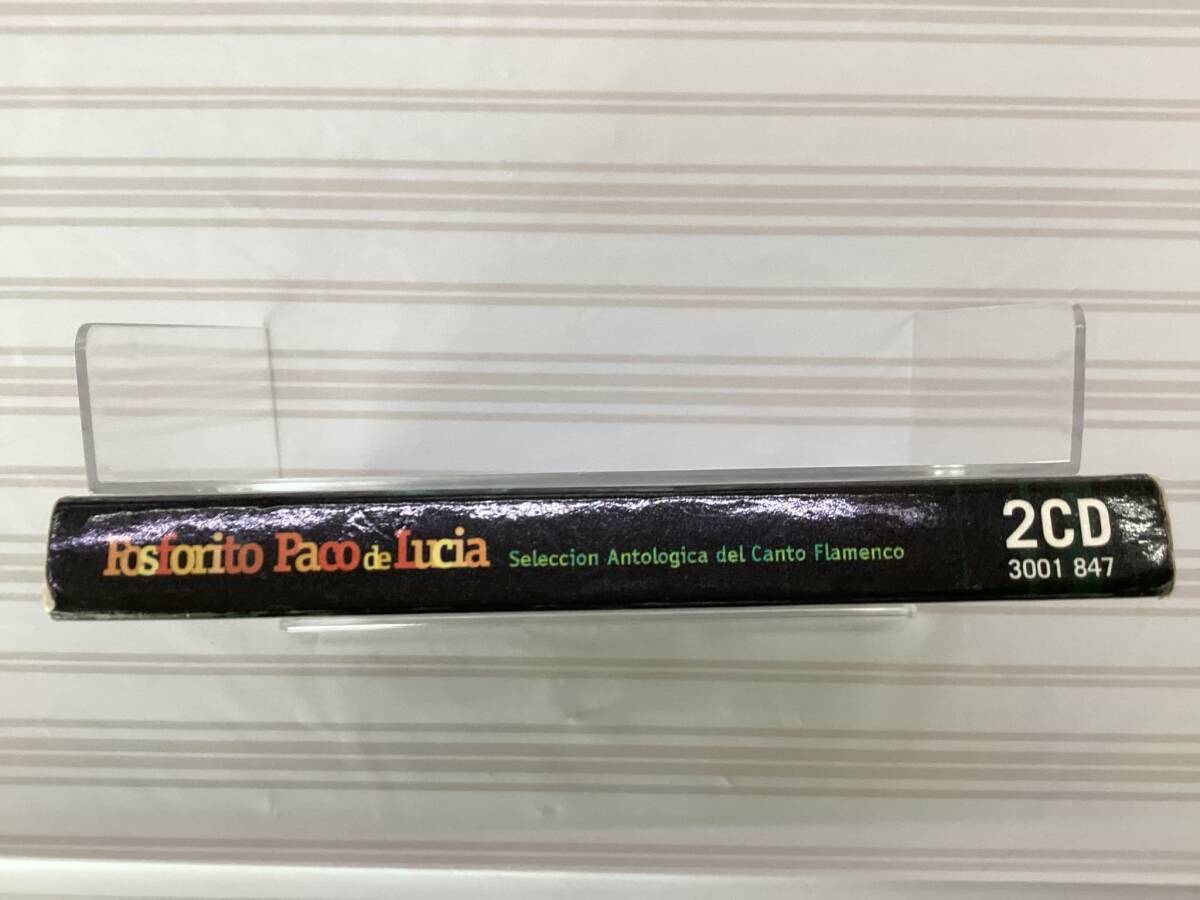 Fosforito Paco de Lucia Seleccion Antologica del Canto Flamenco
2CD
3001 847